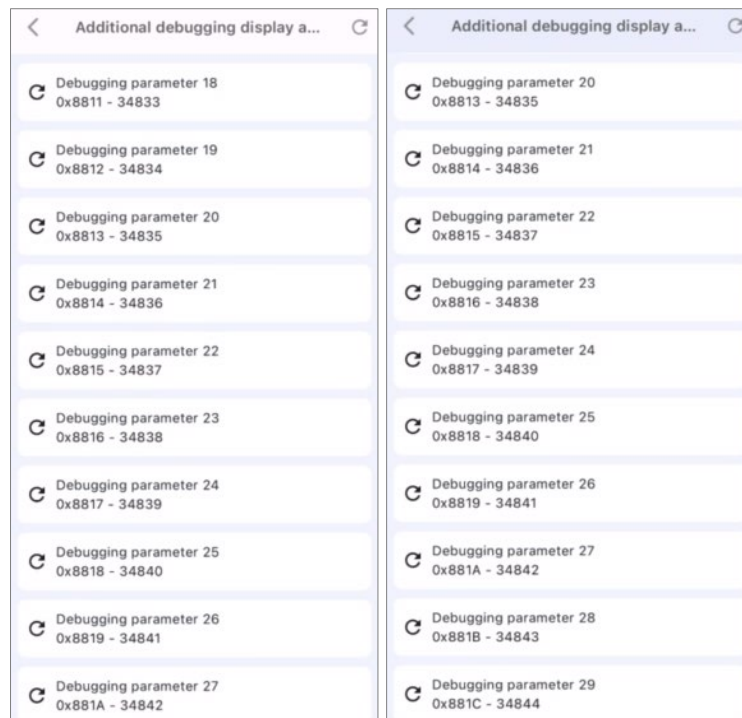 Additional debugging display a...
Debugging parameter 18
0x8811 - 34833
Debugging parameter 19
0x8812 - 34834
Debugging parameter 20
0x8813 - 34835
Debugging parameter 21
0x8814 - 34836
Debugging parameter 22
0x8815 - 34837
Debugging parameter 23
0x8816 - 34838
Debugging parameter 24
0x8817 - 34839
Debugging parameter 25
0x8818 - 34840
Debugging parameter 26
0x8819 - 34841
Debugging parameter 27
0x881A - 34842
Additional debugging display a...
Debugging parameter 20
0x8813 - 34835
Debugging parameter 21
0x8814 - 34836
Debugging parameter 22
0x8815 - 34837
Debugging parameter 23
0x8816 - 34838
Debugging parameter 24
0x8817 - 34839
Debugging parameter 25
0x8818 - 34840
Debugging parameter 26
0x8819 - 34841
Debugging parameter 27
0x881A - 34842
Debugging parameter 28
0x881B - 34843
Debugging parameter 29
0x881C - 34844